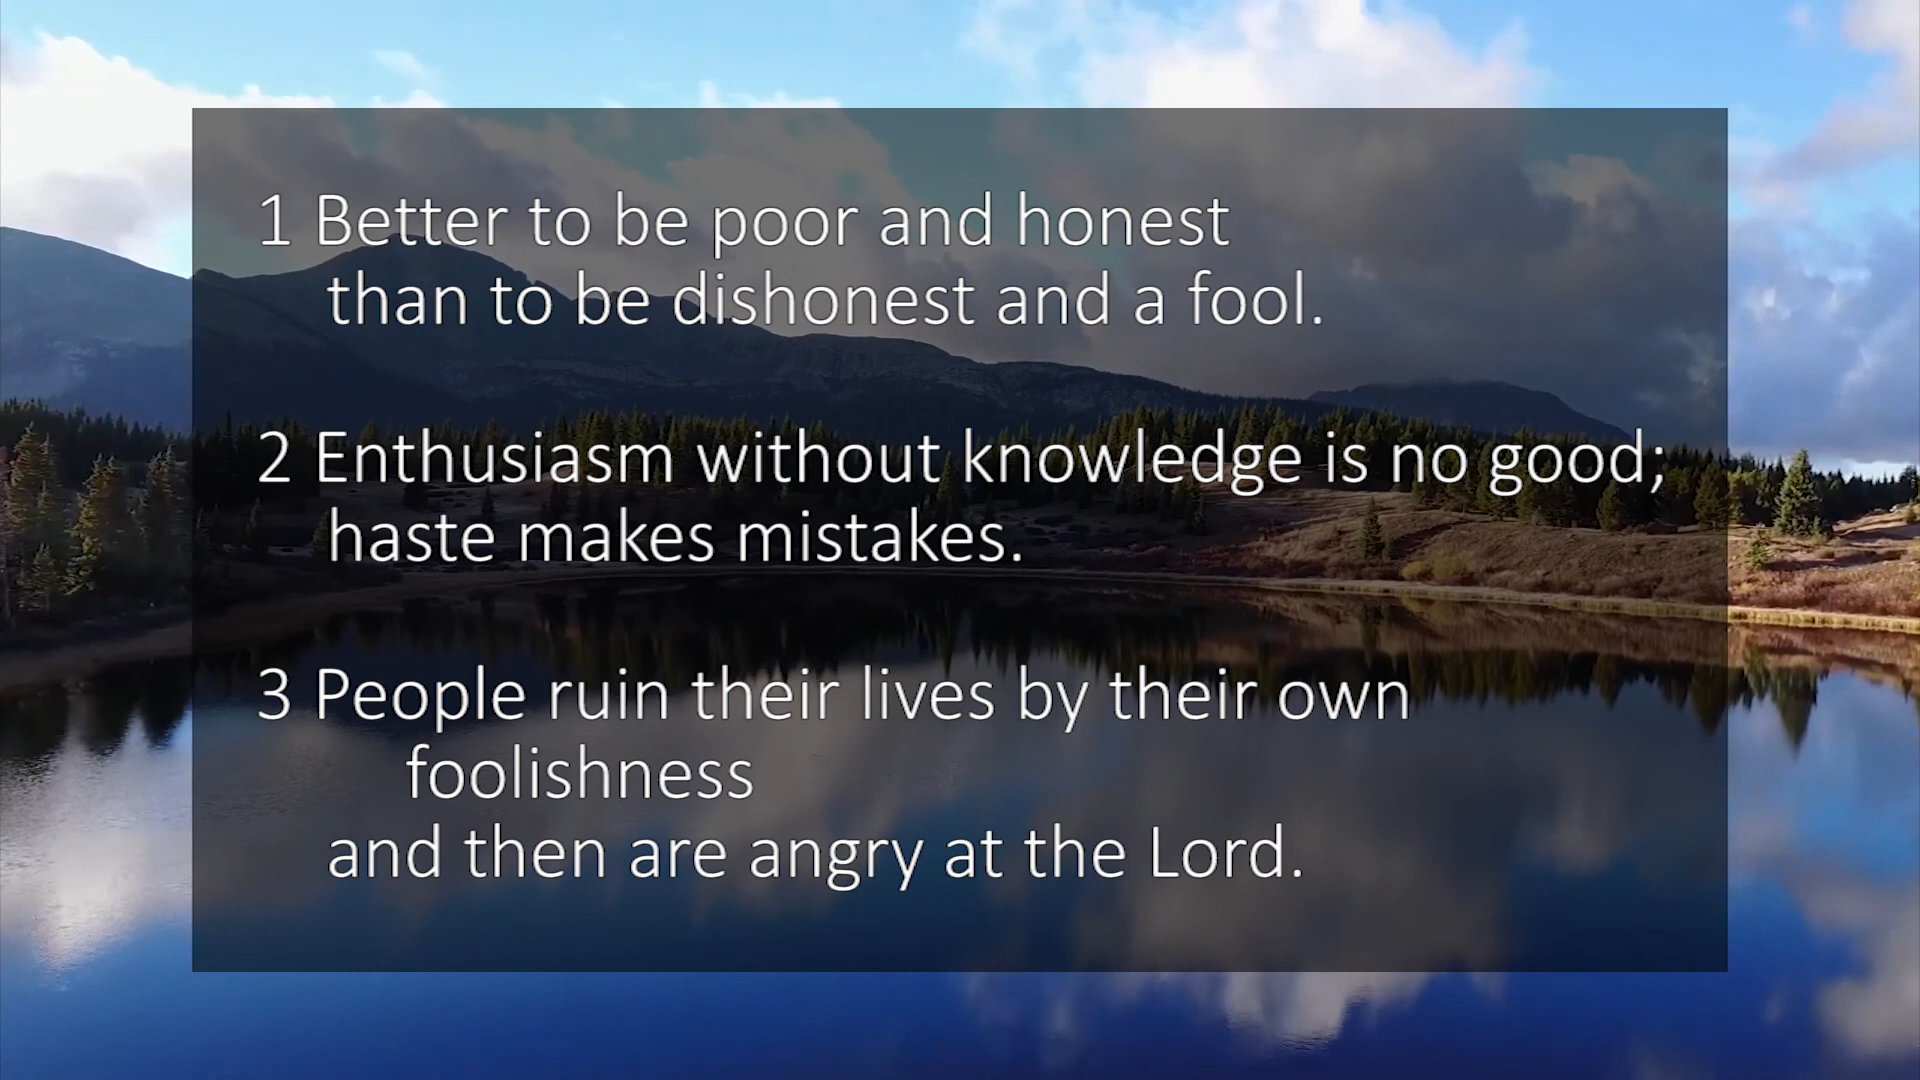 1 Better to be poor and honest
than to be dishonest and a fool.
2 Enthusiasm without knowledge is no good;
haste makes mistakes.
3 People ruin their lives by their own
foolishness
and then are angry at the Lord.